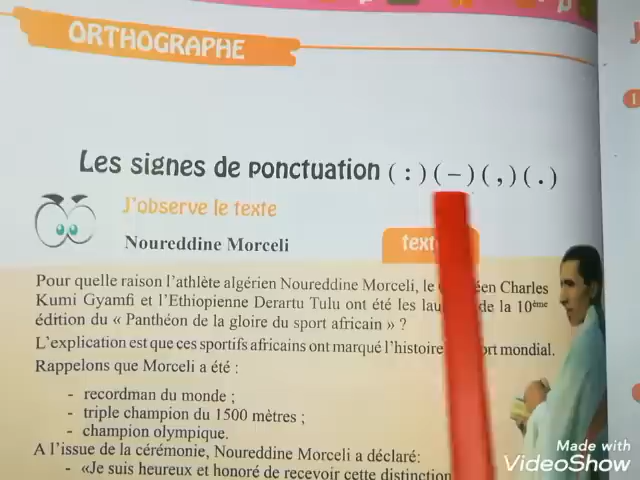 ORTHOGRAPHE
Les signes de ponctuation ( : ) ( – ) ( , ) ( . )
J'observe le texte
Noureddine Morceli
text
Pour quelle raison l'athlète algérien Noureddine Morceli, le Charles
Kumi Gyamfi et l'Ethiopienne Derartu Tulu ont été les de la 10ème
édition du « Panthéon de la gloire du sport africain » ?
L'explication est que ces sportifs africains ont marqué l'histoire mondial.
Rappelons que Morceli a été :
- recordman du monde ;
- triple champion du 1500 mètres ;
- champion olympique.
A l'issue de la cérémonie, Noureddine Morceli a déclaré:
- «Je suis heureux et honoré de recevoir cette distinction
1
Made with
VideoShow